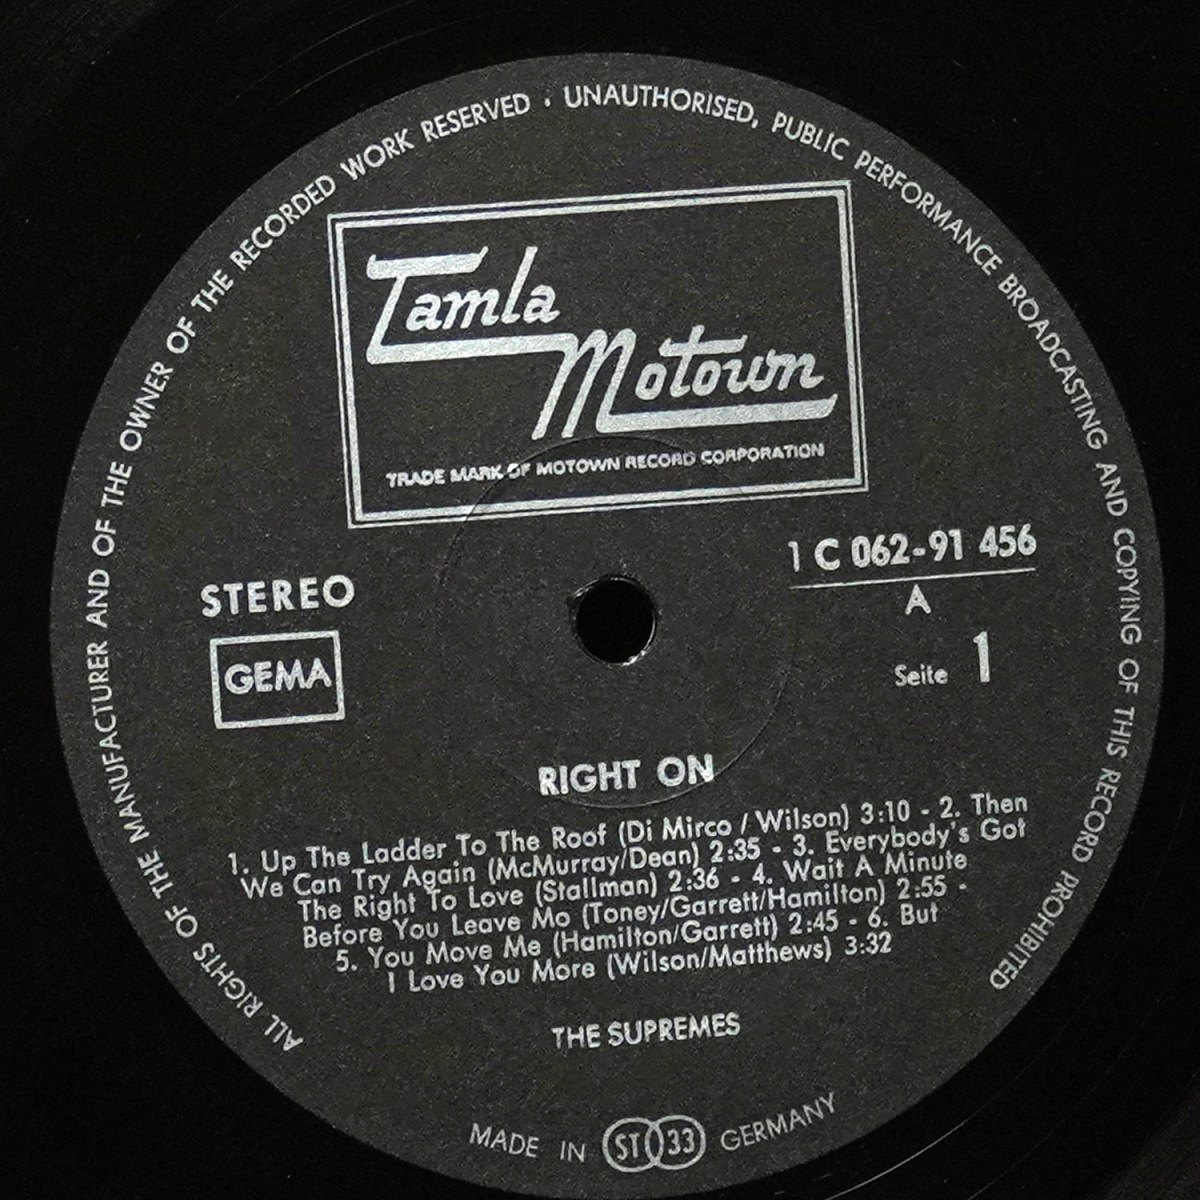 ALL RIGHTS OF THE MANUFACTURER AND OF THE OWNER OF THE RECORDED WORK RESERVED · UNAUTHORISED, PUBLIC PERFORMANCE BROADCASTING AND COPYING OF THIS RECORD PROHIBITED
Tamla
Motown
TRADE MARK OF MOTOWN RECORD CORPORATION
STEREO
GEMA
1 C 062-91 456
A
Seite 1
RIGHT ON
1. Up The Ladder To The Roof (Di Mirco / Wilson) 3:10 - 2. Then
We Can Try Again (McMurray/Dean) 2:35 - 3. Everybody's Got
The Right To Love (Stallman) 2:36 - 4. Wait A Minute
Before You Leave Mo (Toney/Garrett/Hamilton) 2:55 -
5. You Move Me (Hamilton/Garrett) 2:45 - 6. But
I Love You More (Wilson/Matthews) 3:32
THE SUPREMES
MADE IN ST 33 GERMANY